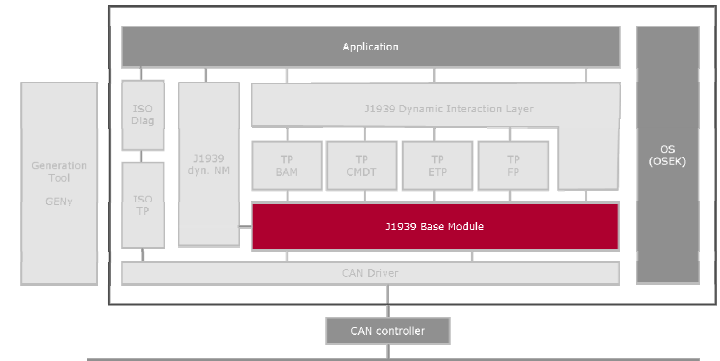 Application
Generation
Tool
GENy
ISO
Diag
ISO
TP
J1939
dyn. NM
J1939 Dynamic Interaction Layer
TP
BAM
TP
CMDT
TP
ETP
TP
FP
J1939 Base Module
CAN Driver
OS
(OSEK)
CAN controller